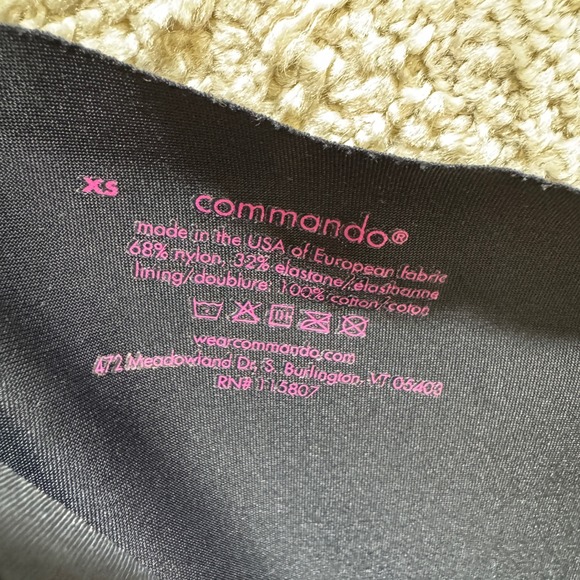 XS
commando®
made in the USA of European fabric
68% nylon, 32% elastane/élasthanne
lining/doublure: 100% cotton/coton
wearcommando.com
472 Meadowland Dr, S. Burlington, VT 05403
RN# 115807